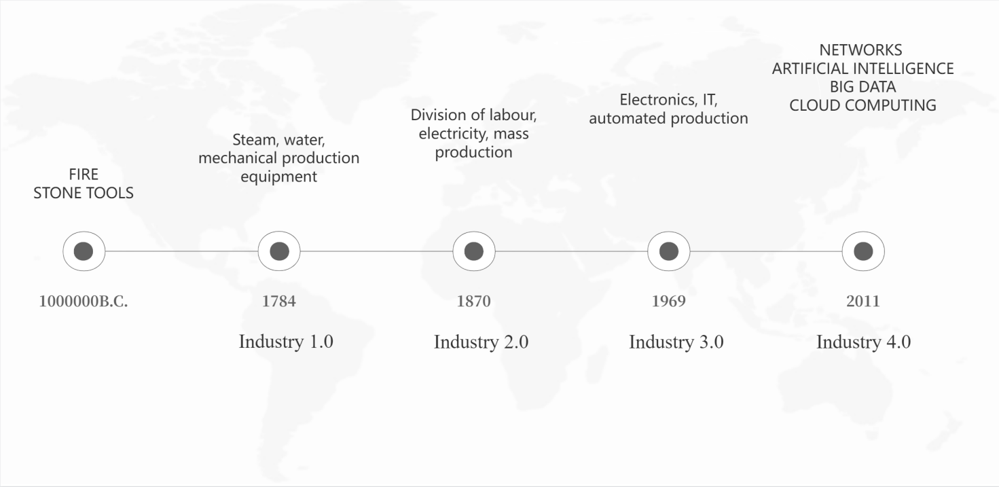 FIRE
STONE TOOLS
1000000B.C.
Steam, water,
mechanical production
equipment
1784
Industry 1.0
Division of labour,
electricity, mass
production
1870
Industry 2.0
Electronics, IT,
automated production
1969
Industry 3.0
NETWORKS
ARTIFICIAL INTELLIGENCE
BIG DATA
CLOUD COMPUTING
2011
Industry 4.0